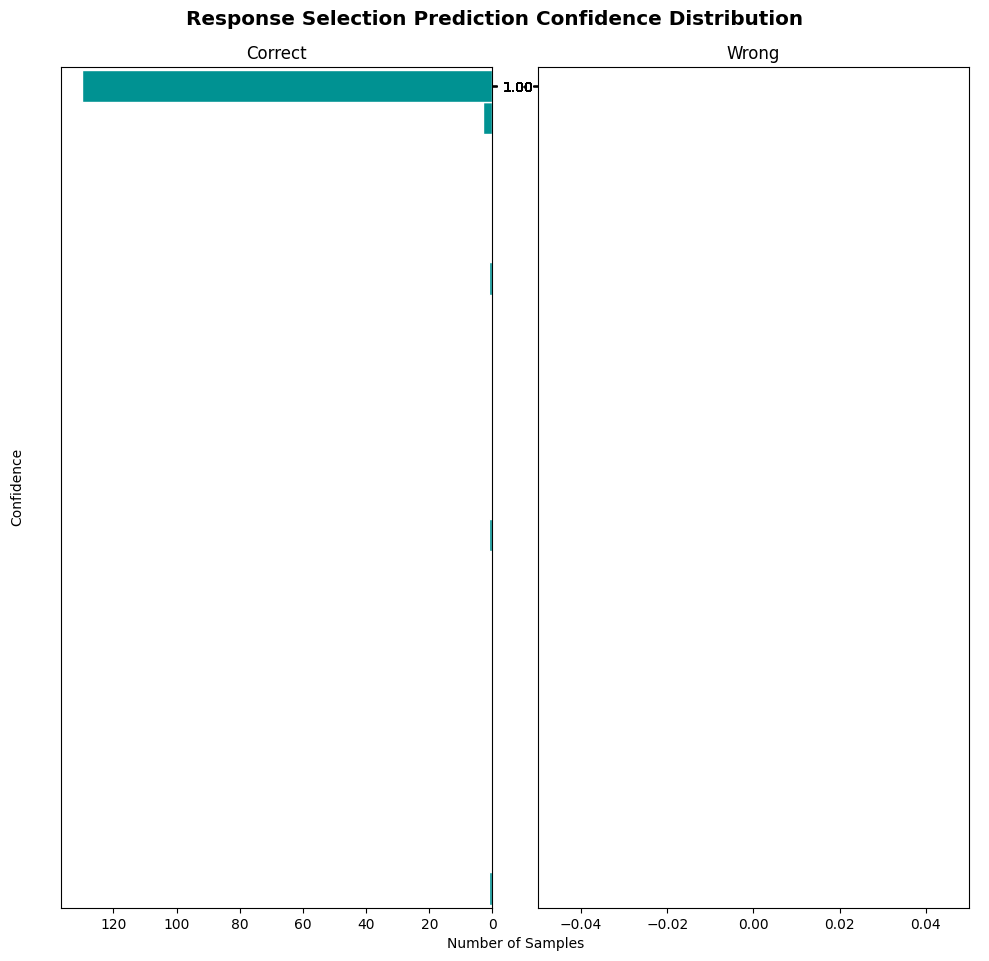 Response Selection Prediction Confidence Distribution
Correct
Wrong
1.00
Confidence
120 100 80 60 40 20 0
−0.04 −0.02 0.00 0.02 0.04
Number of Samples